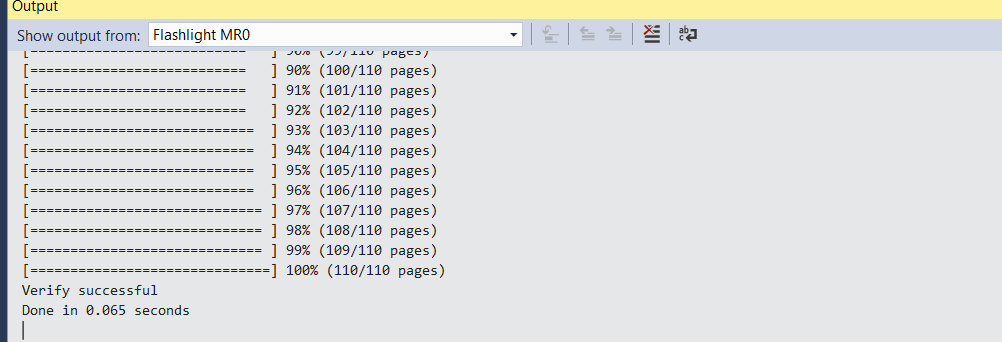 Output
Show output from: Flashlight MR0
[=========================== ] 90% (99/110 pages)
[=========================== ] 90% (100/110 pages)
[=========================== ] 91% (101/110 pages)
[=========================== ] 92% (102/110 pages)
[============================ ] 93% (103/110 pages)
[============================ ] 94% (104/110 pages)
[============================ ] 95% (105/110 pages)
[============================ ] 96% (106/110 pages)
[============================= ] 97% (107/110 pages)
[============================= ] 98% (108/110 pages)
[============================= ] 99% (109/110 pages)
[==============================] 100% (110/110 pages)
Verify successful
Done in 0.065 seconds